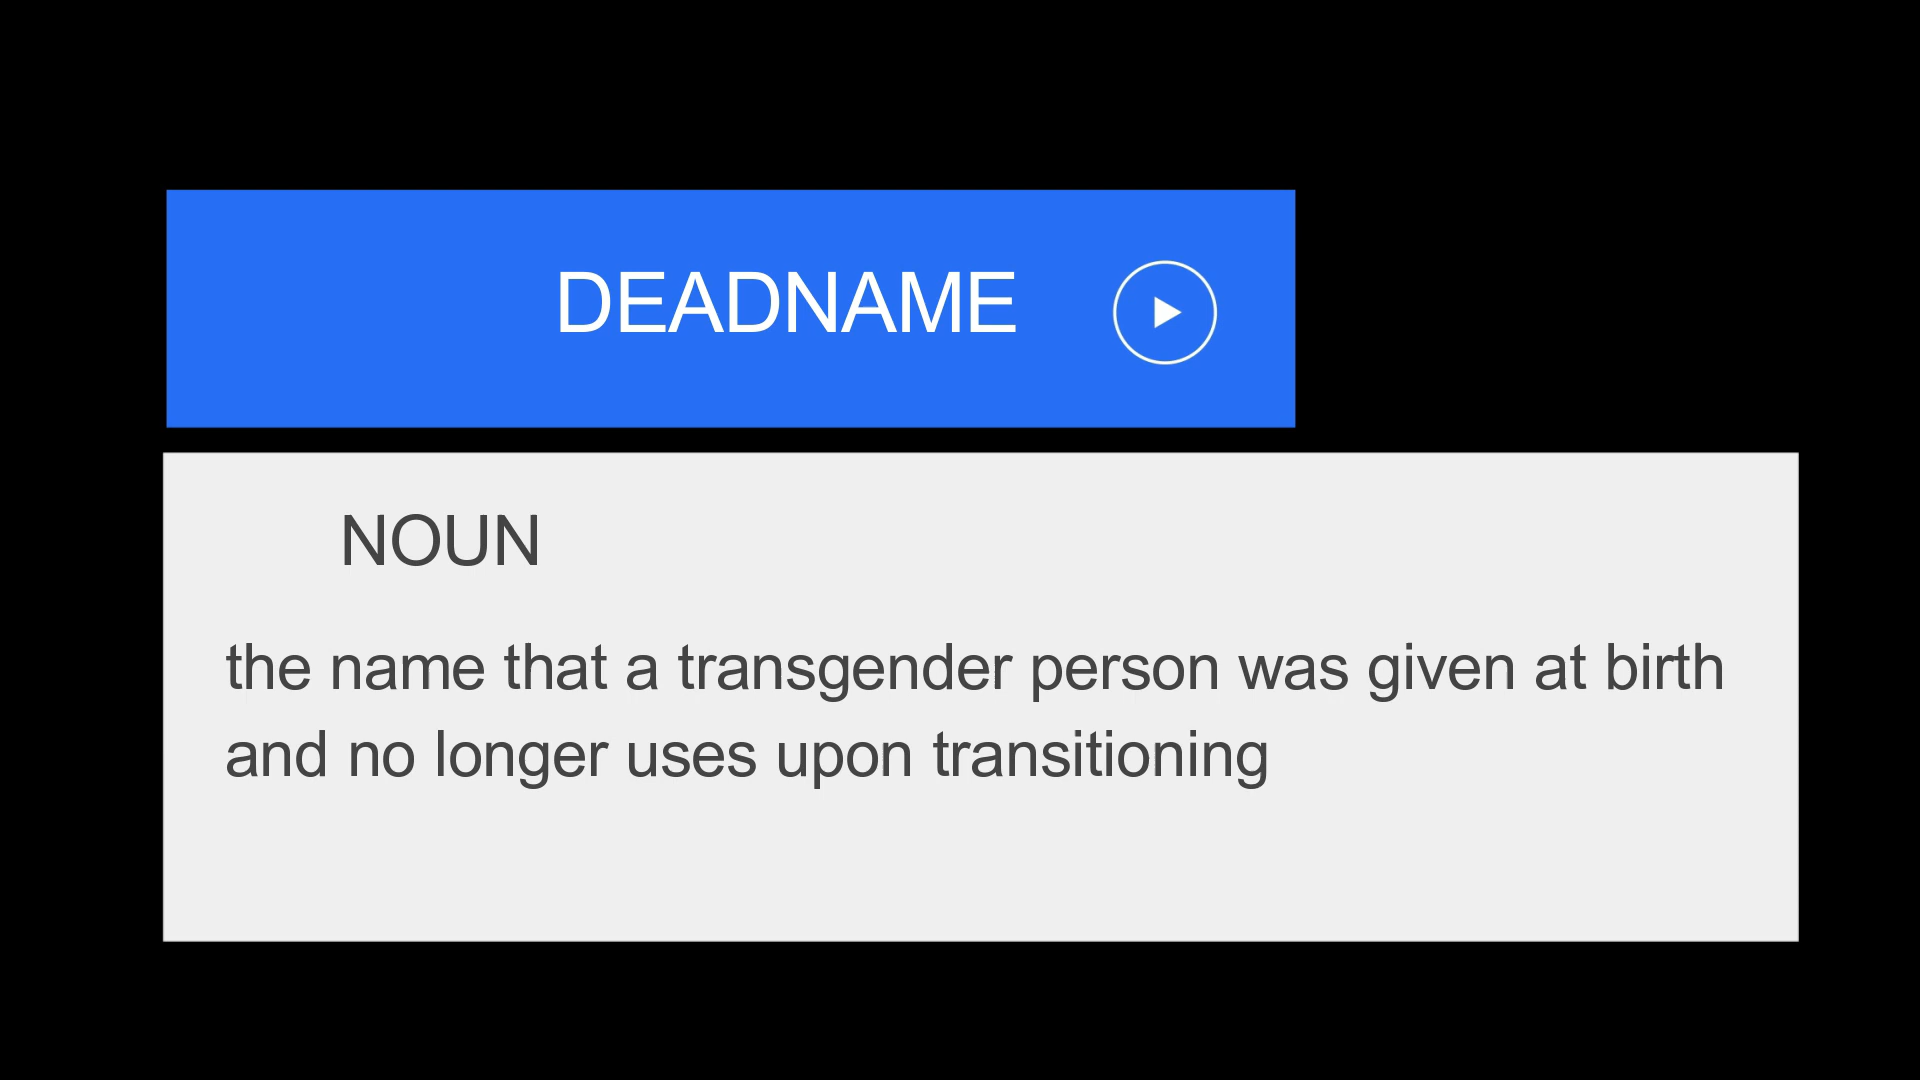 DEADNAME
NOUN
the name that a transgender person was given at birth
and no longer uses upon transitioning